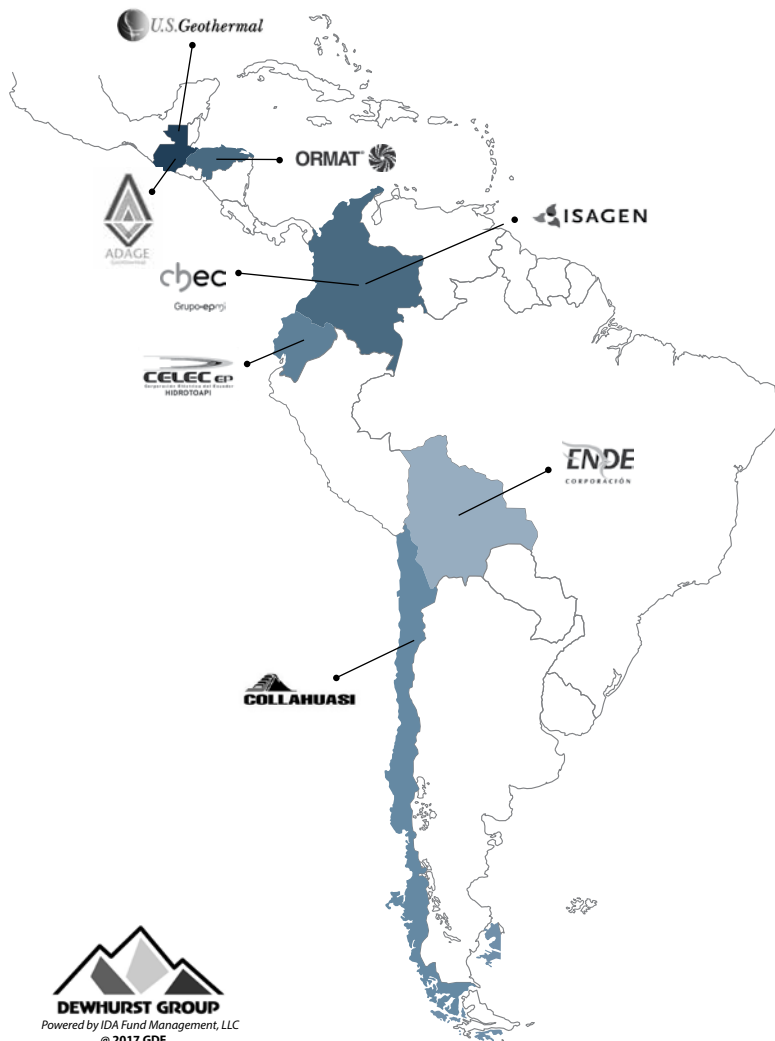 U.S.Geothermal
ORMAT
ADAGE
Geothermal
ISAGEN
chec
Grupo·epm
CELEC EP
Corporación Eléctrica del Ecuador
HIDROTOAPI
ENDE
CORPORACIÓN
COLLAHUASI
DEWHURST GROUP
Powered by IDA Fund Management, LLC
@ 2017 GDF